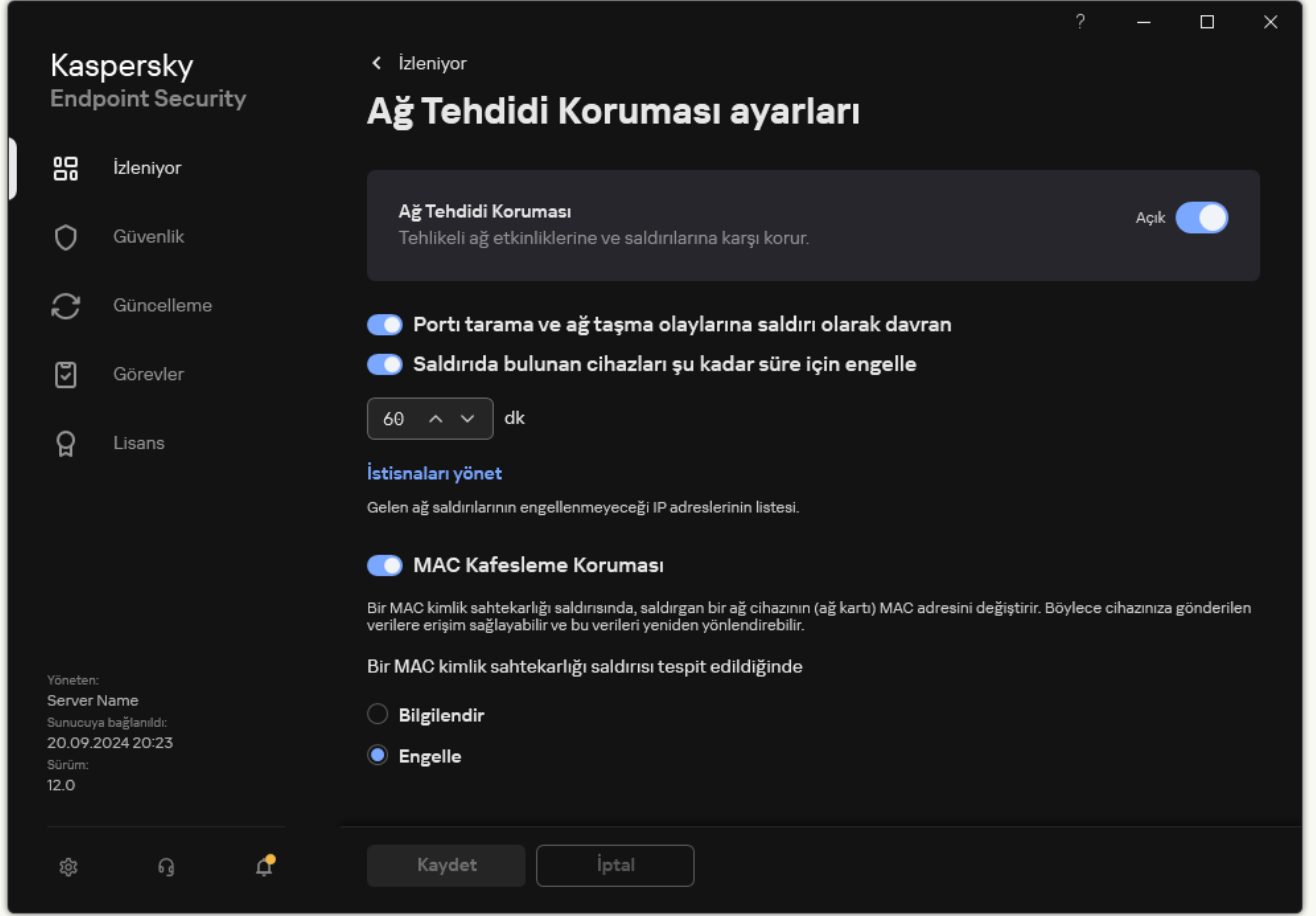 ?
Kaspersky
Endpoint Security
İzleniyor
Güvenlik
Güncelleme
Görevler
Lisans
Yöneten:
Server Name
Sunucuya bağlanıldı:
20.09.2024 20:23
Sürüm:
12.0
İzleniyor
Ağ Tehdidi Koruması ayarları
Ağ Tehdidi Koruması
Tehlikeli ağ etkinliklerine ve saldırılarına karşı korur.
Açık
Portı tarama ve ağ taşma olaylarına saldırı olarak davran
Saldırıda bulunan cihazları şu kadar süre için engelle
60 dk
İstisnaları yönet
Gelen ağ saldırılarının engellenmeyeceği IP adreslerinin listesi.
MAC Kafesleme Koruması
Bir MAC kimlik sahtekarlığı saldırısında, saldırgan bir ağ cihazının (ağ kartı) MAC adresini değiştirir. Böylece cihazınıza gönderilen
verilere erişim sağlayabilir ve bu verileri yeniden yönlendirebilir.
Bir MAC kimlik sahtekarlığı saldırısı tespit edildiğinde
Bilgilendir
Engelle
Kaydet
İptal